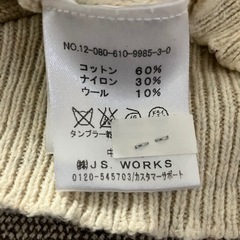 NO.12-080-610-9985-3-0
コットン 60%
ナイロン 30%
ウール 10%
タンブラー
㈱J.S. WORKS
0120-545703/カスタマーサポート